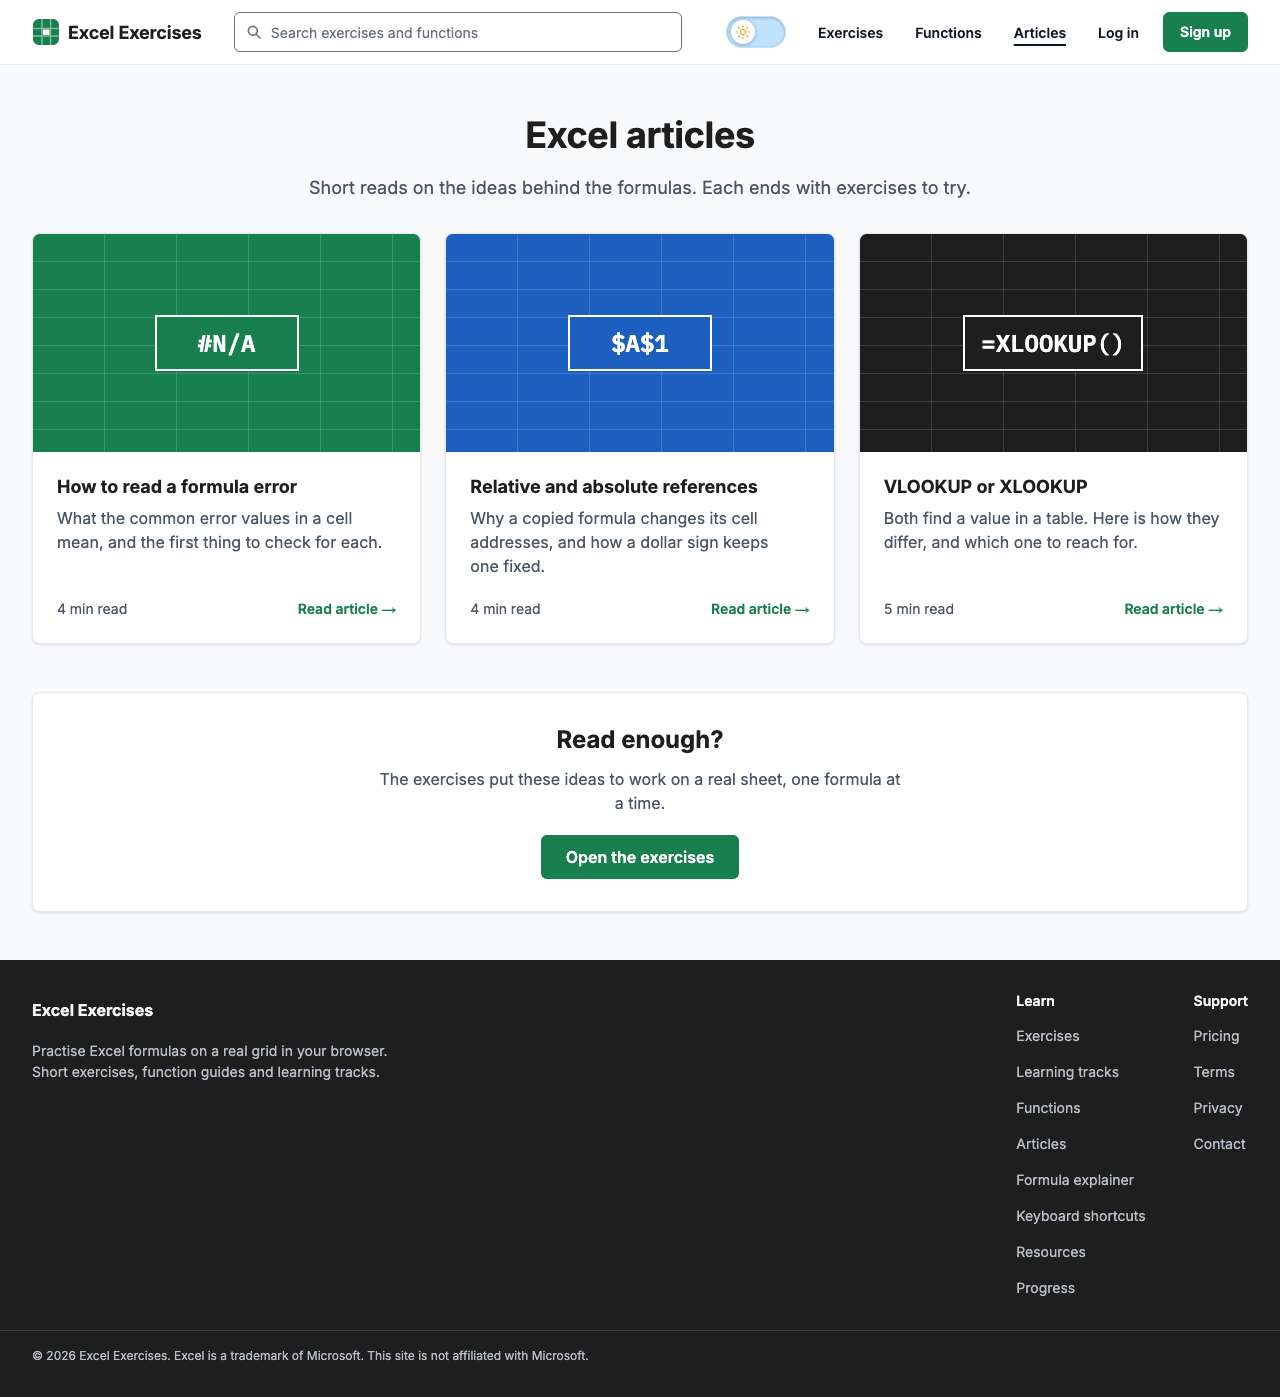 Excel Exercises
Search exercises and functions
Exercises
Functions
Articles
Log in
Sign up
Excel articles
Short reads on the ideas behind the formulas. Each ends with exercises to try.
#N/A
How to read a formula error
What the common error values in a cell
mean, and the first thing to check for each.
4 min read
Read article →
$A$1
Relative and absolute references
Why a copied formula changes its cell
addresses, and how a dollar sign keeps
one fixed.
4 min read
Read article →
=XLOOKUP()
VLOOKUP or XLOOKUP
Both find a value in a table. Here is how they
differ, and which one to reach for.
5 min read
Read article →
Read enough?
The exercises put these ideas to work on a real sheet, one formula at
a time.
Open the exercises
Excel Exercises
Practise Excel formulas on a real grid in your browser.
Short exercises, function guides and learning tracks.
Learn
Exercises
Learning tracks
Functions
Articles
Formula explainer
Keyboard shortcuts
Resources
Progress
Support
Pricing
Terms
Privacy
Contact
© 2026 Excel Exercises. Excel is a trademark of Microsoft. This site is not affiliated with Microsoft.